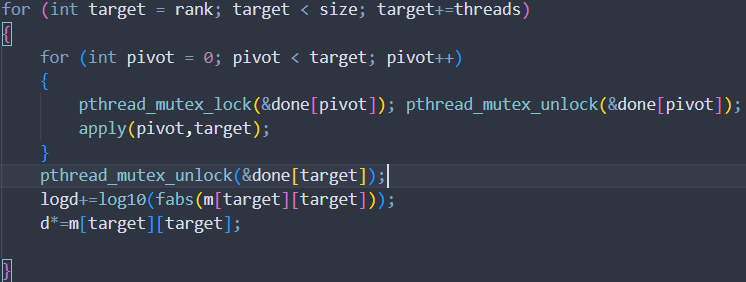 for (int target = rank; target < size; target+=threads)
{
    for (int pivot = 0; pivot < target; pivot++)
    {
        pthread_mutex_lock(&done[pivot]); pthread_mutex_unlock(&done[pivot]);
        apply(pivot,target);
    }
    pthread_mutex_unlock(&done[target]);
    logd+=log10(fabs(m[target][target]));
    d*=m[target][target];
}